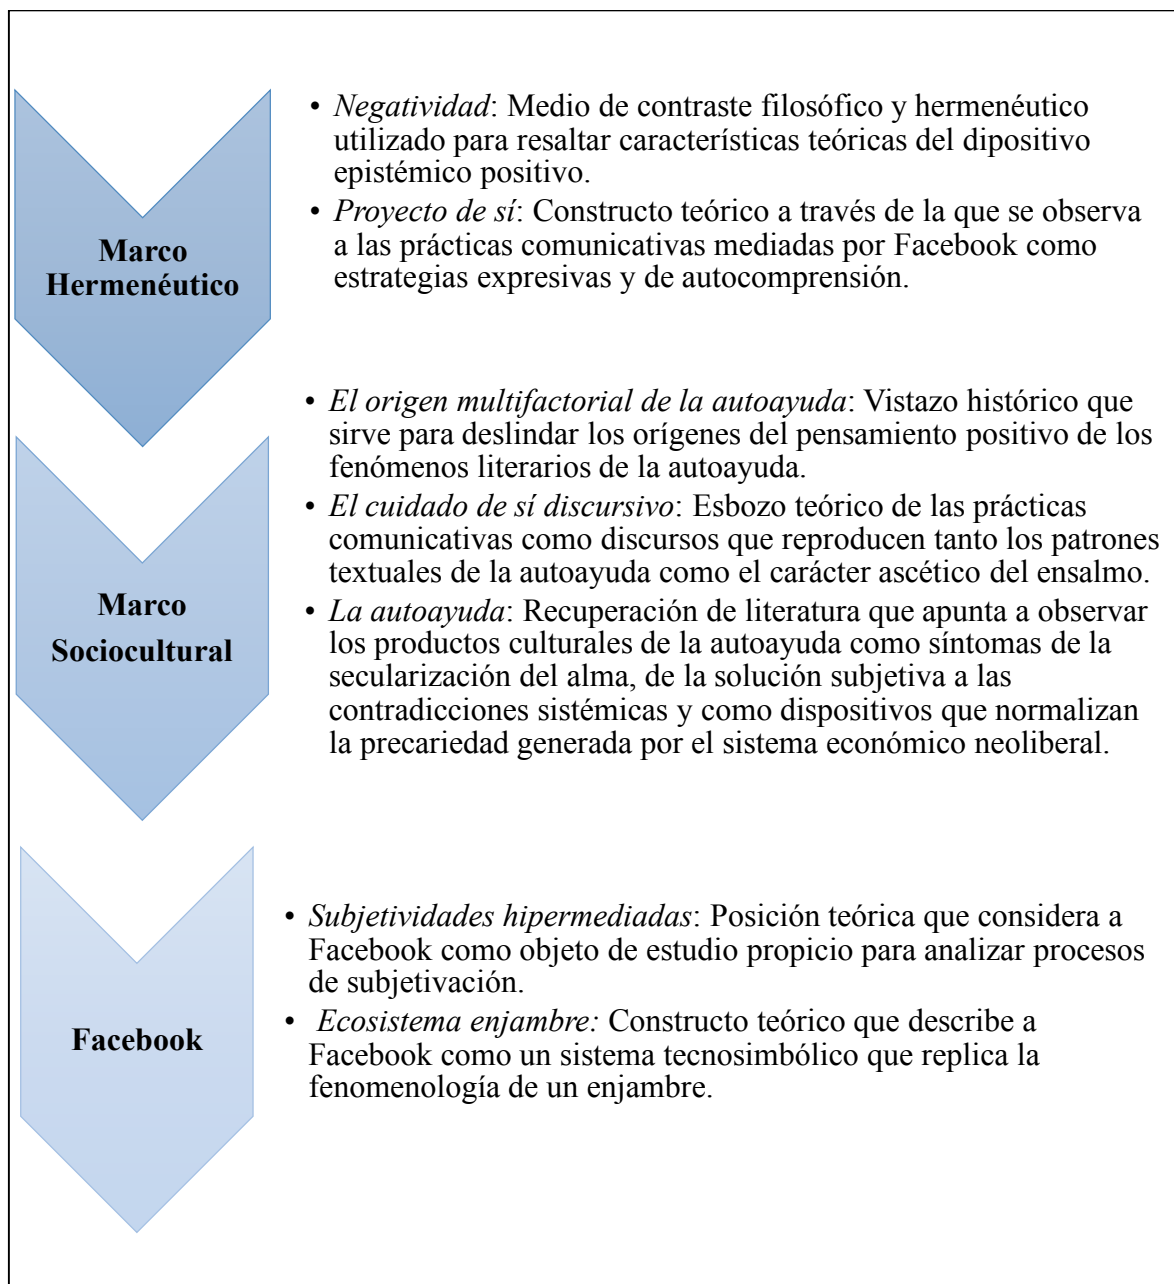 Marco
Hermenéutico
• Negatividad: Medio de contraste filosófico y hermenéutico
utilizado para resaltar características teóricas del dipositivo
epistémico positivo.
• Proyecto de sí: Constructo teórico a través de la que se observa
a las prácticas comunicativas mediadas por Facebook como
estrategias expresivas y de autocomprensión.
Marco
Sociocultural
• El origen multifactorial de la autoayuda: Vistazo histórico que
sirve para deslindar los orígenes del pensamiento positivo de los
fenómenos literarios de la autoayuda.
• El cuidado de sí discursivo: Esbozo teórico de las prácticas
comunicativas como discursos que reproducen tanto los patrones
textuales de la autoayuda como el carácter ascético del ensalmo.
• La autoayuda: Recuperación de literatura que apunta a observar
los productos culturales de la autoayuda como síntomas de la
secularización del alma, de la solución subjetiva a las
contradicciones sistémicas y como dispositivos que normalizan
la precariedad generada por el sistema económico neoliberal.
Facebook
• Subjetividades hipermediadas: Posición teórica que considera a
Facebook como objeto de estudio propicio para analizar procesos
de subjetivación.
• Ecosistema enjambre: Constructo teórico que describe a
Facebook como un sistema tecnosimbólico que replica la
fenomenología de un enjambre.